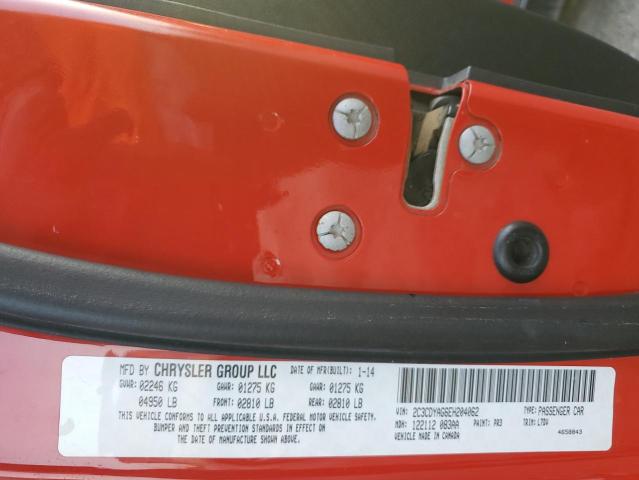 MFD BY CHRYSLER GROUP LLC DATE OF MFR(BUILT): 1-14
GVWR: 02246 KG GAWR: 01275 KG GAWR: 01275 KG
04950 LB FRONT: 02810 LB REAR: 02810 LB
THIS VEHICLE CONFORMS TO ALL APPLICABLE U.S.A. FEDERAL MOTOR VEHICLE SAFETY,
BUMPER AND THEFT PREVENTION STANDARDS IN EFFECT ON
THE DATE OF MANUFACTURE SHOWN ABOVE.
VIN: 2C3CDYAG6EH204062 TYPE: PASSENGER CAR
MDH: 122112 083AA PAINT: PR3 TRIM: L7DV
VEHICLE MADE IN CANADA 4658843